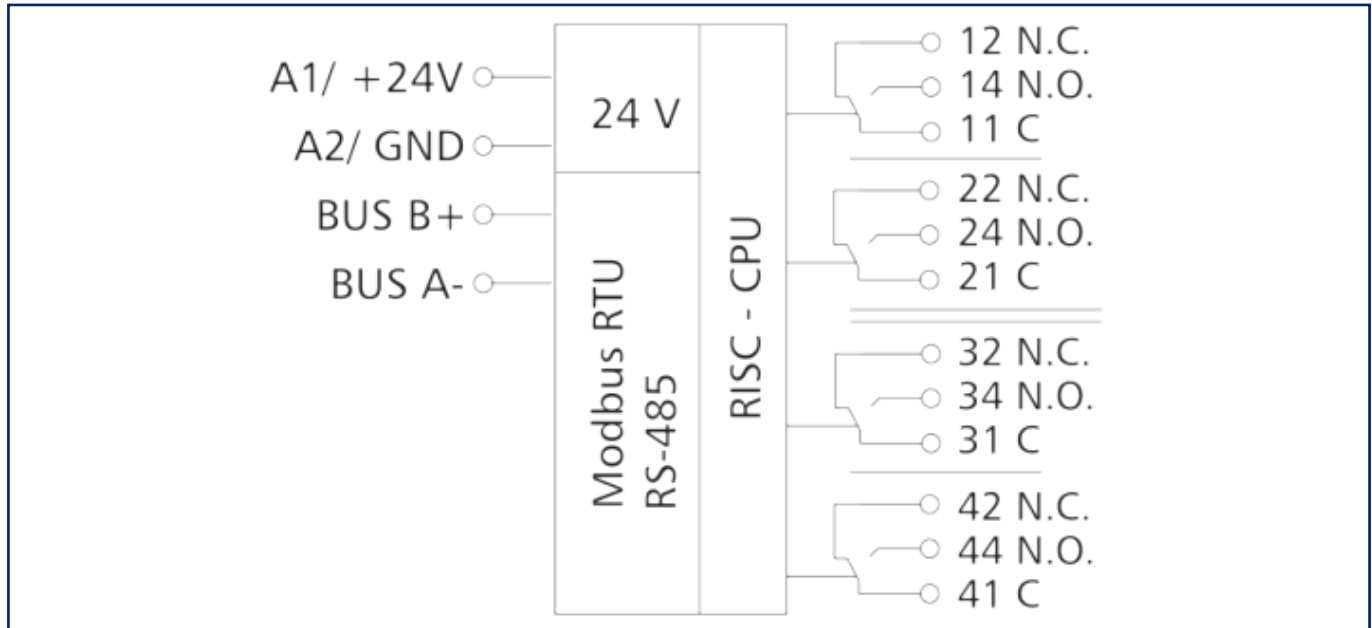 A1/ +24V
A2/ GND
BUS B+
BUS A-
24 V
Modbus RTU
RS-485
RISC - CPU
12 N.C.
14 N.O.
11 C
22 N.C.
24 N.O.
21 C
32 N.C.
34 N.O.
31 C
42 N.C.
44 N.O.
41 C